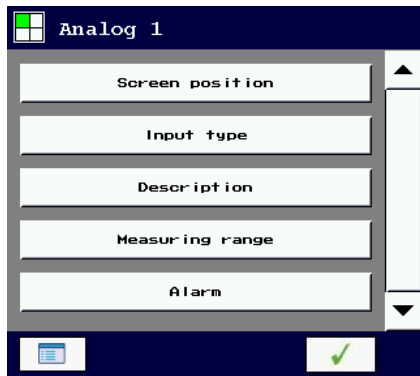 Analog 1
Screen position
Input type
Description
Measuring range
Alarm